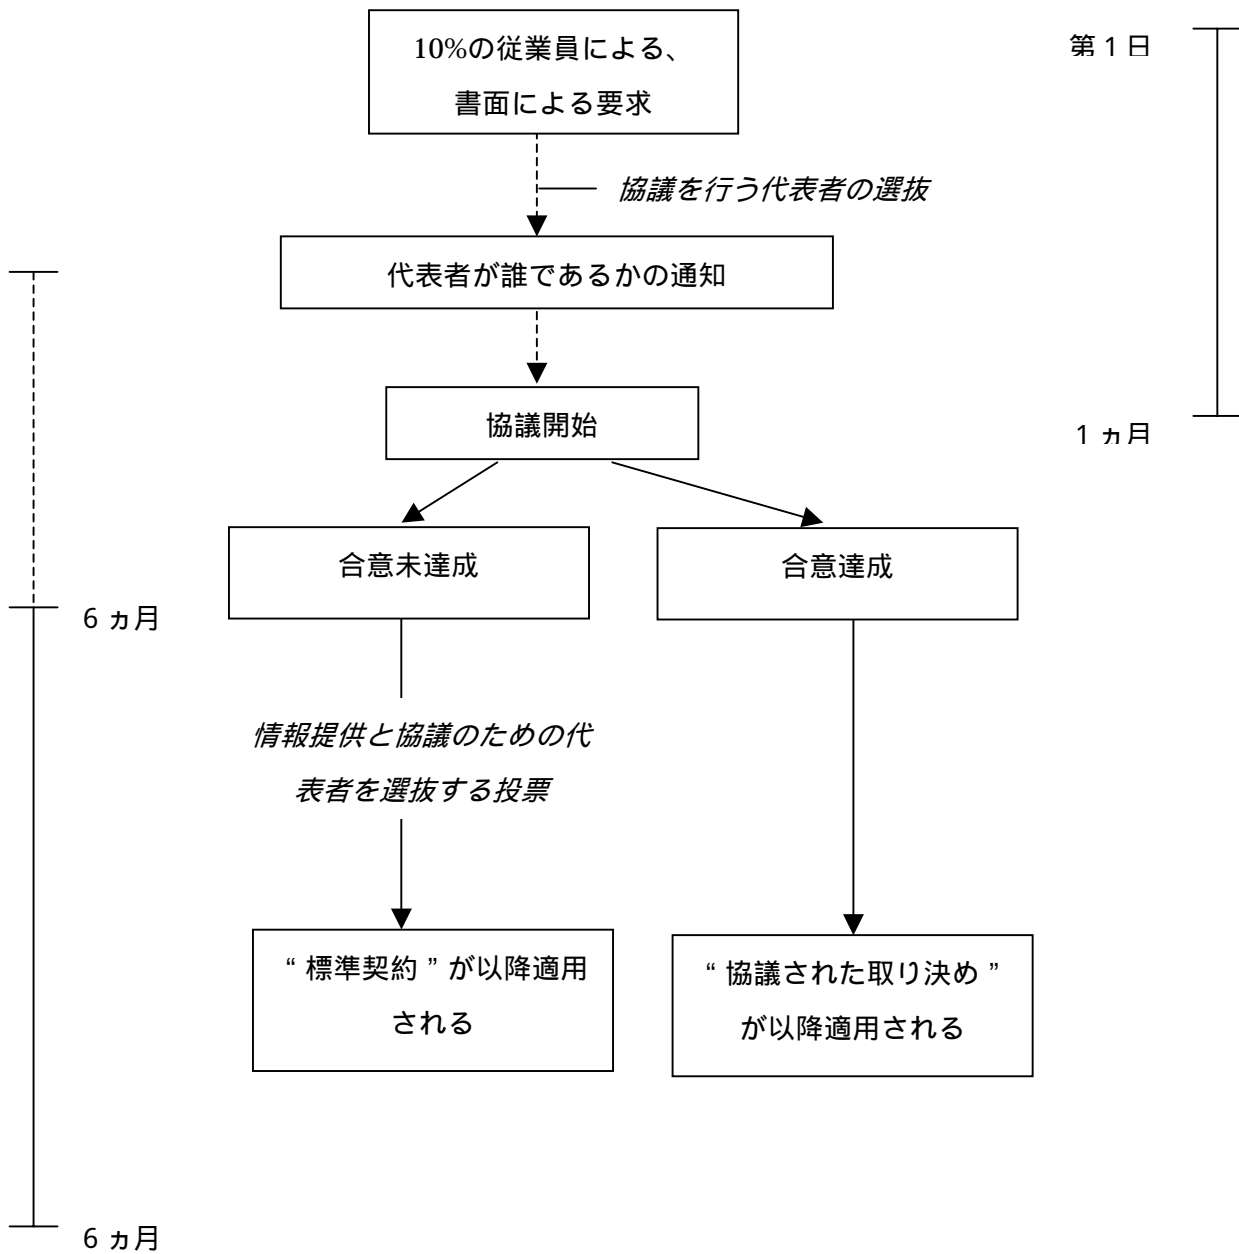 10%の従業員による、
書面による要求
第1日
協議を行う代表者の選抜
代表者が誰であるかの通知
協議開始
1ヵ月
合意未達成
合意達成
6ヵ月
情報提供と協議のための代
表者を選抜する投票
“標準契約”が以降適用
される
“協議された取り決め”
が以降適用される
6ヵ月